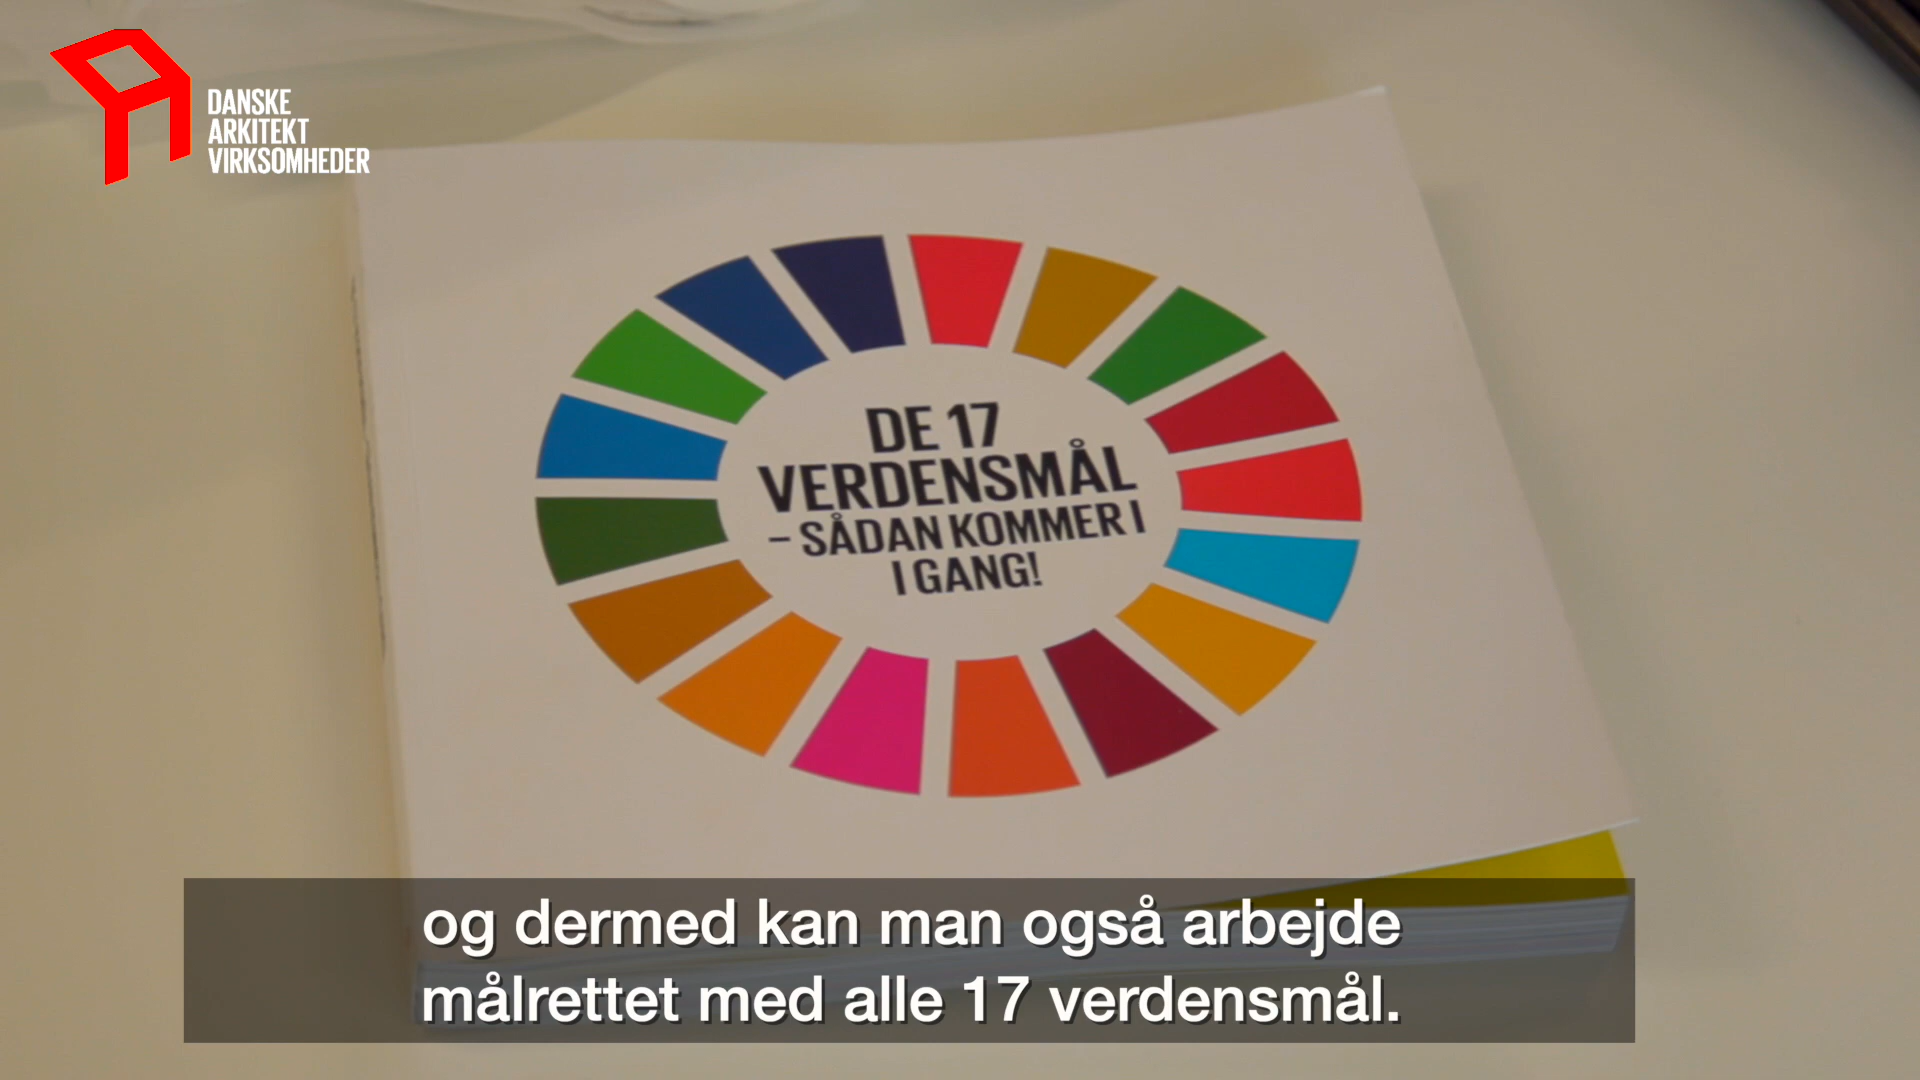 DANSKE
ARKITEKT
VIRKSOMHEDER
DE 17
VERDENSMÅL
– SÅDAN KOMMER I
I GANG!
og dermed kan man også arbejde
målrettet med alle 17 verdensmål.